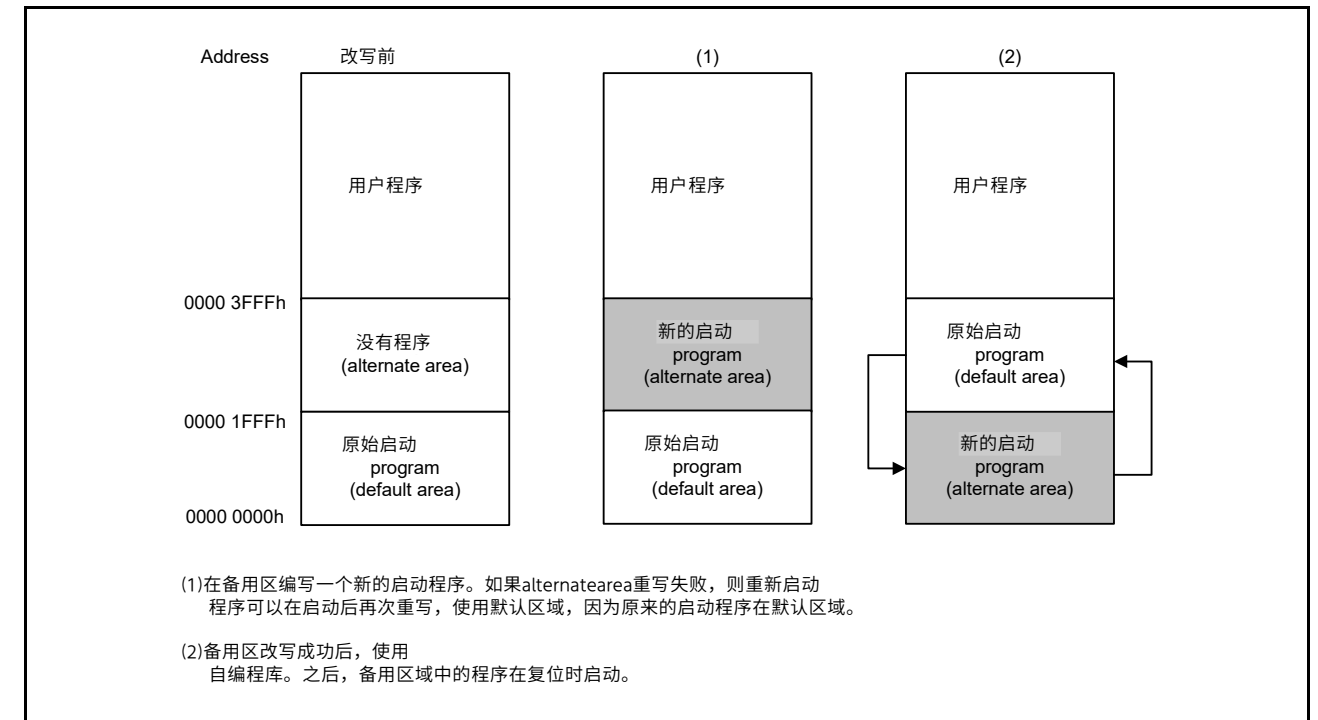 Address
改写前
(1)
(2)
用户程序
用户程序
用户程序
0000 3FFFh
没有程序
(alternate area)
新的启动
program
(alternate area)
原始启动
program
(default area)
0000 1FFFh
原始启动
program
(default area)
原始启动
program
(default area)
新的启动
program
(alternate area)
0000 0000h
(1)在备用区编写一个新的启动程序。如果alternatearea重写失败，则重新启动
程序可以在启动后再次重写，使用默认区域，因为原来的启动程序在默认区域。
(2)备用区改写成功后，使用
自编程库。之后，备用区域中的程序在复位时启动。